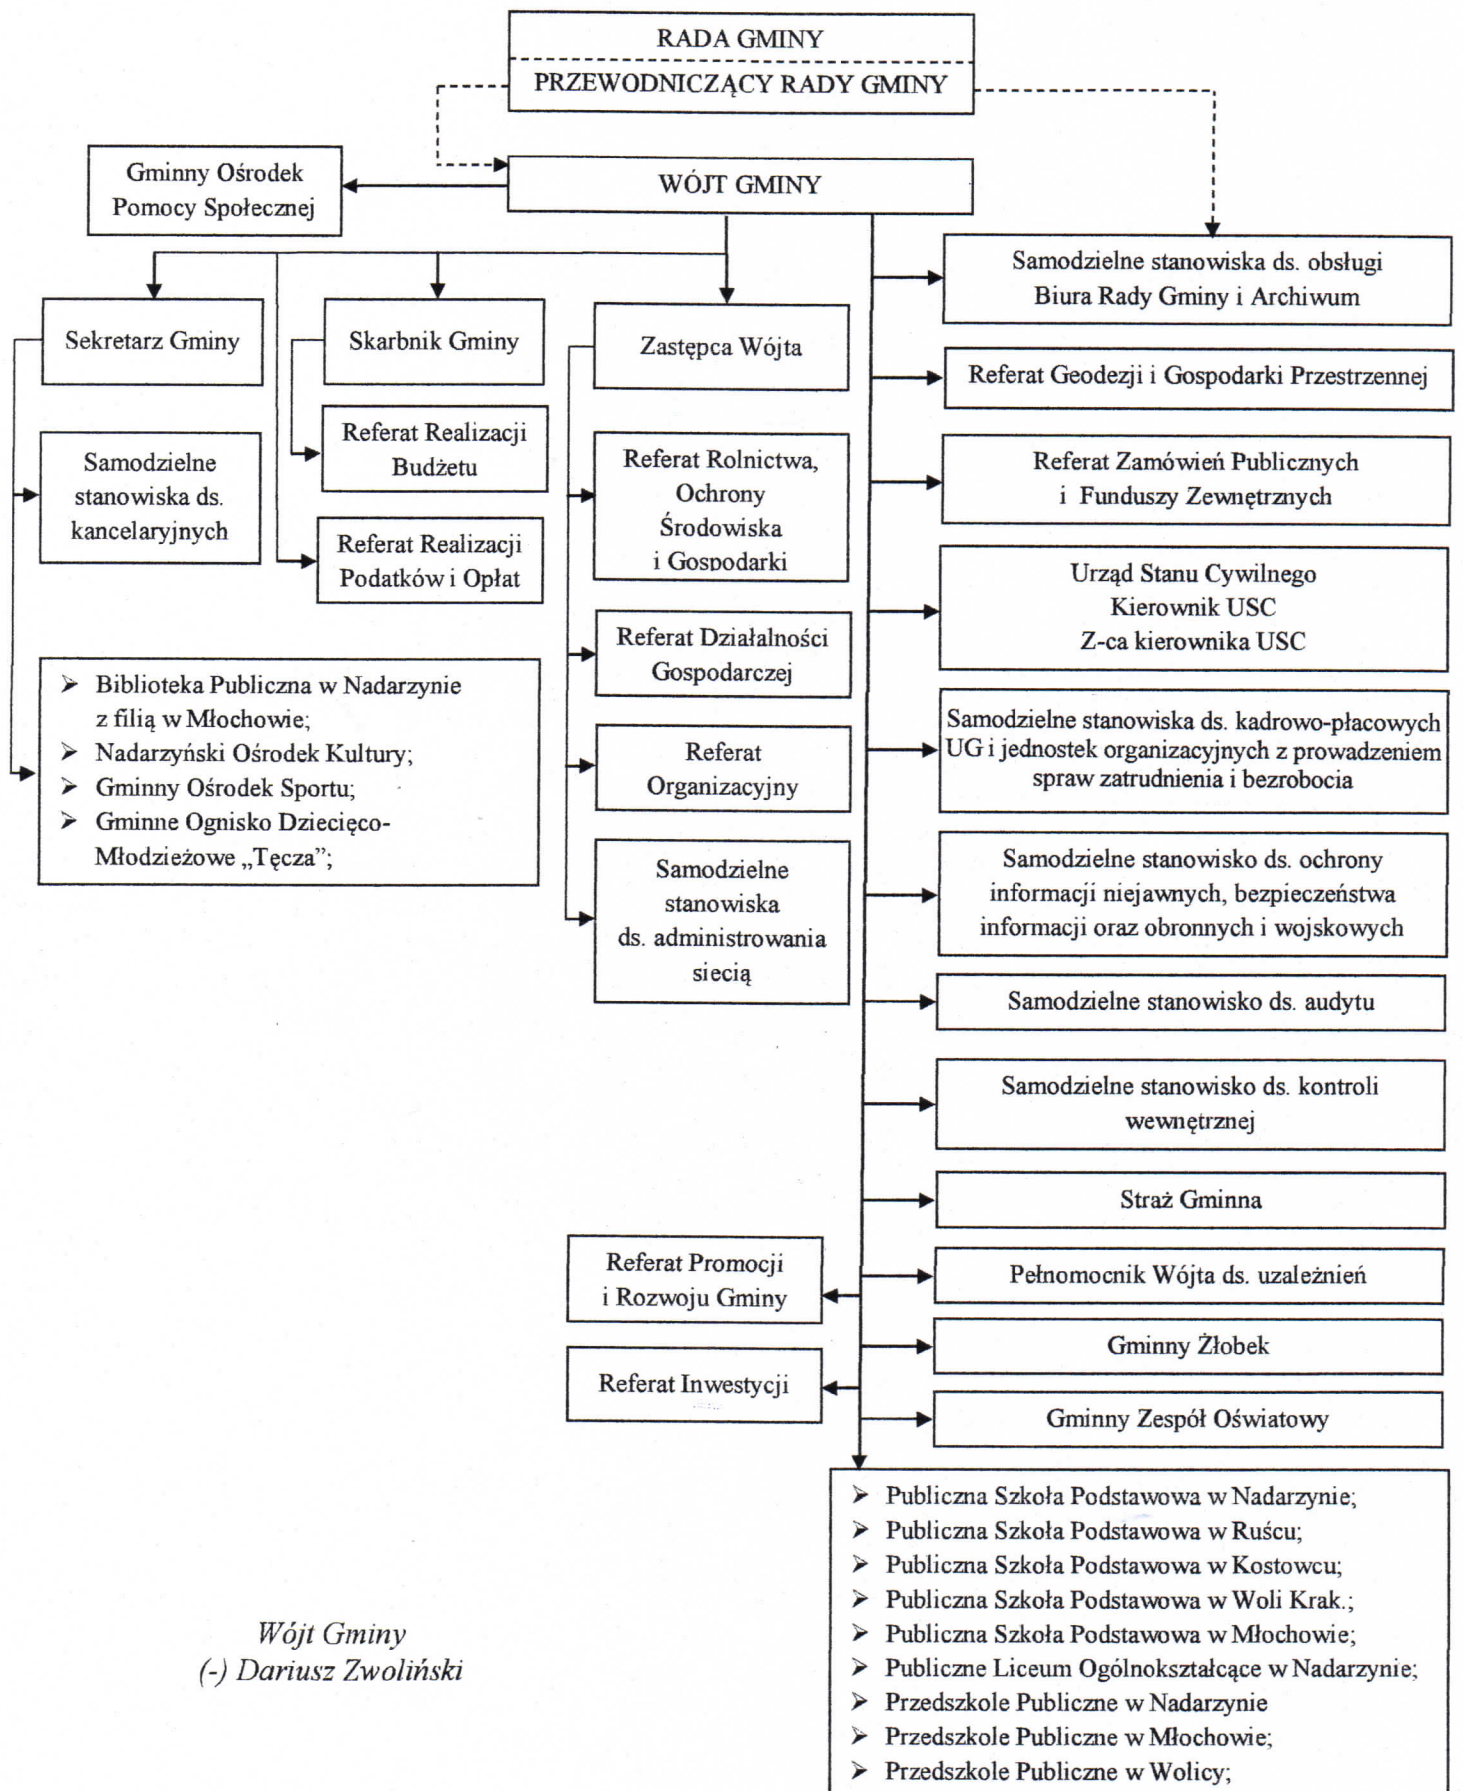 RADA GMINY
PRZEWODNICZĄCY RADY GMINY
Gminny Ośrodek
Pomocy Społecznej
WÓJT GMINY
Sekretarz Gminy
Skarbnik Gminy
Zastępca Wójta
Samodzielne
stanowiska ds.
kancelaryjnych
Referat Realizacji
Budżetu
Referat Realizacji
Podatków i Opłat
➢ Biblioteka Publiczna w Nadarzynie
z filią w Młochowie;
➢ Nadarzyński Ośrodek Kultury;
➢ Gminny Ośrodek Sportu;
➢ Gminne Ognisko Dziecięco-
Młodzieżowe „Tęcza”;
Referat Rolnictwa,
Ochrony
Środowiska
i Gospodarki
Referat Działalności
Gospodarczej
Referat
Organizacyjny
Samodzielne
stanowiska
ds. administrowania
siecią
Samodzielne stanowiska ds. obsługi
Biura Rady Gminy i Archiwum
Referat Geodezji i Gospodarki Przestrzennej
Referat Zamówień Publicznych
i Funduszy Zewnętrznych
Urząd Stanu Cywilnego
Kierownik USC
Z-ca kierownika USC
Samodzielne stanowiska ds. kadrowo-płacowych
UG i jednostek organizacyjnych z prowadzeniem
spraw zatrudnienia i bezrobocia
Samodzielne stanowisko ds. ochrony
informacji niejawnych, bezpieczeństwa
informacji oraz obronnych i wojskowych
Samodzielne stanowisko ds. audytu
Samodzielne stanowisko ds. kontroli
wewnętrznej
Straż Gminna
Referat Promocji
i Rozwoju Gminy
Pełnomocnik Wójta ds. uzależnień
Gminny Żłobek
Referat Inwestycji
Gminny Zespół Oświatowy
➢ Publiczna Szkoła Podstawowa w Nadarzynie;
➢ Publiczna Szkoła Podstawowa w Ruścu;
➢ Publiczna Szkoła Podstawowa w Kostowcu;
➢ Publiczna Szkoła Podstawowa w Woli Krak.;
➢ Publiczna Szkoła Podstawowa w Młochowie;
➢ Publiczne Liceum Ogólnokształcące w Nadarzynie;
➢ Przedszkole Publiczne w Nadarzynie
➢ Przedszkole Publiczne w Młochowie;
➢ Przedszkole Publiczne w Wolicy;
Wójt Gminy
(-) Dariusz Zwoliński